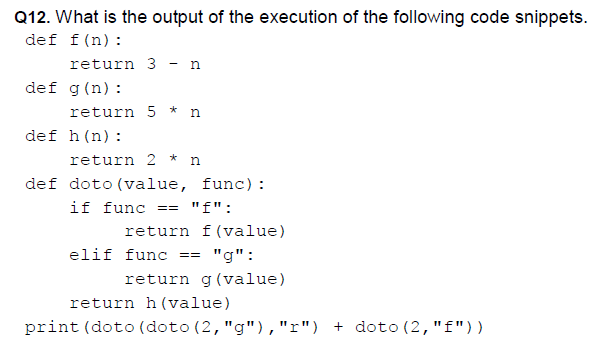 Q12. What is the output of the execution of the following code snippets.
def f(n):
    return 3 - n
def g(n):
    return 5 * n
def h(n):
    return 2 * n
def doto(value, func):
    if func == "f":
        return f(value)
    elif func == "g":
        return g(value)
    return h(value)
print(doto(doto(2,"g"),"r") + doto(2,"f"))